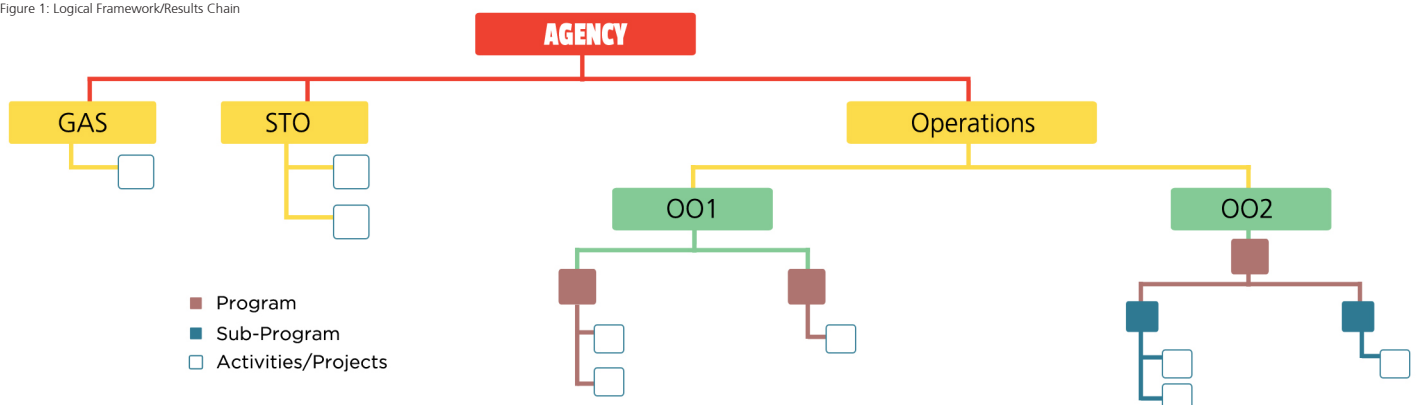 Figure 1: Logical Framework/Results Chain
AGENCY
GAS
STO
Operations
OO1
OO2
Program
Sub-Program
Activities/Projects